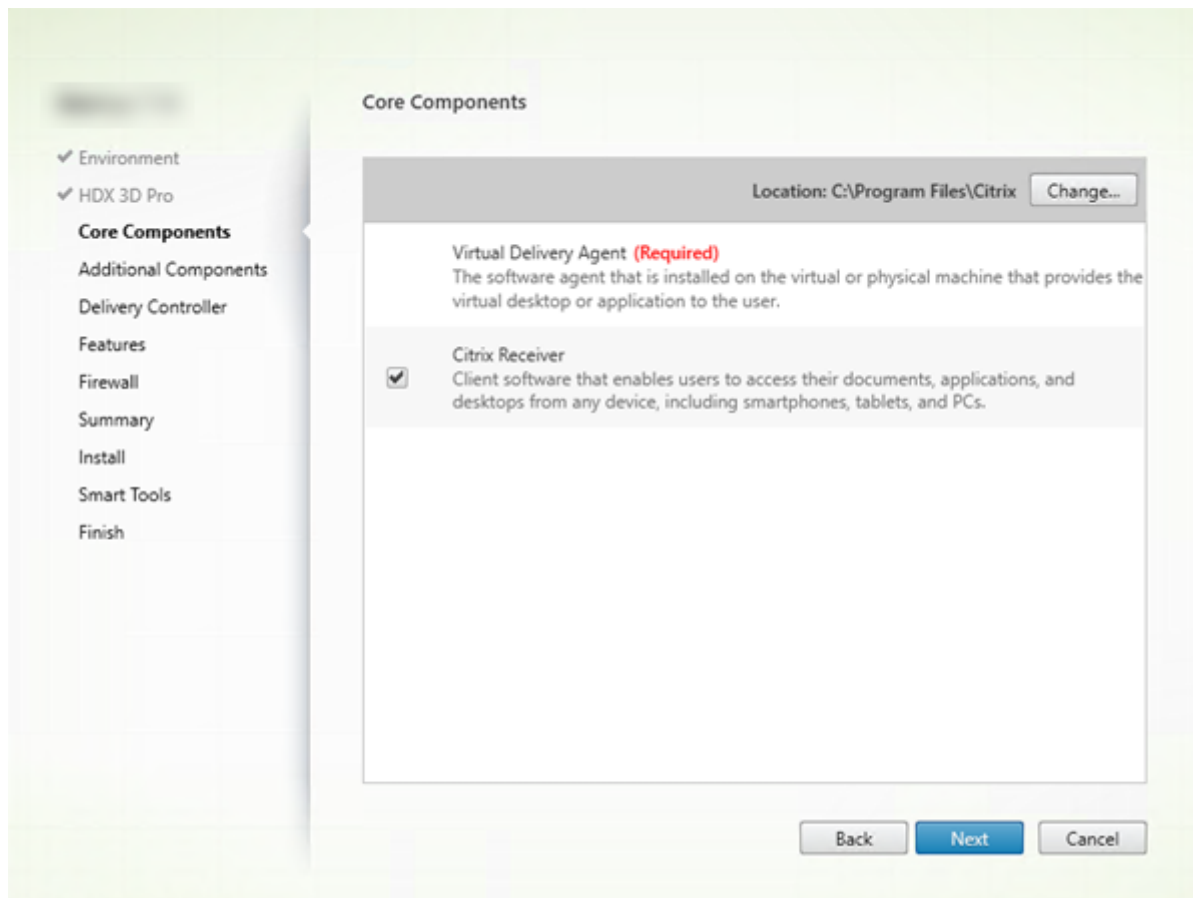 Core Components
Environment
HDX 3D Pro
Core Components
Additional Components
Delivery Controller
Features
Firewall
Summary
Install
Smart Tools
Finish
Location: C:\Program Files\Citrix Change...
Virtual Delivery Agent (Required)
The software agent that is installed on the virtual or physical machine that provides the
virtual desktop or application to the user.
Citrix Receiver
Client software that enables users to access their documents, applications, and
desktops from any device, including smartphones, tablets, and PCs.
Back Next Cancel